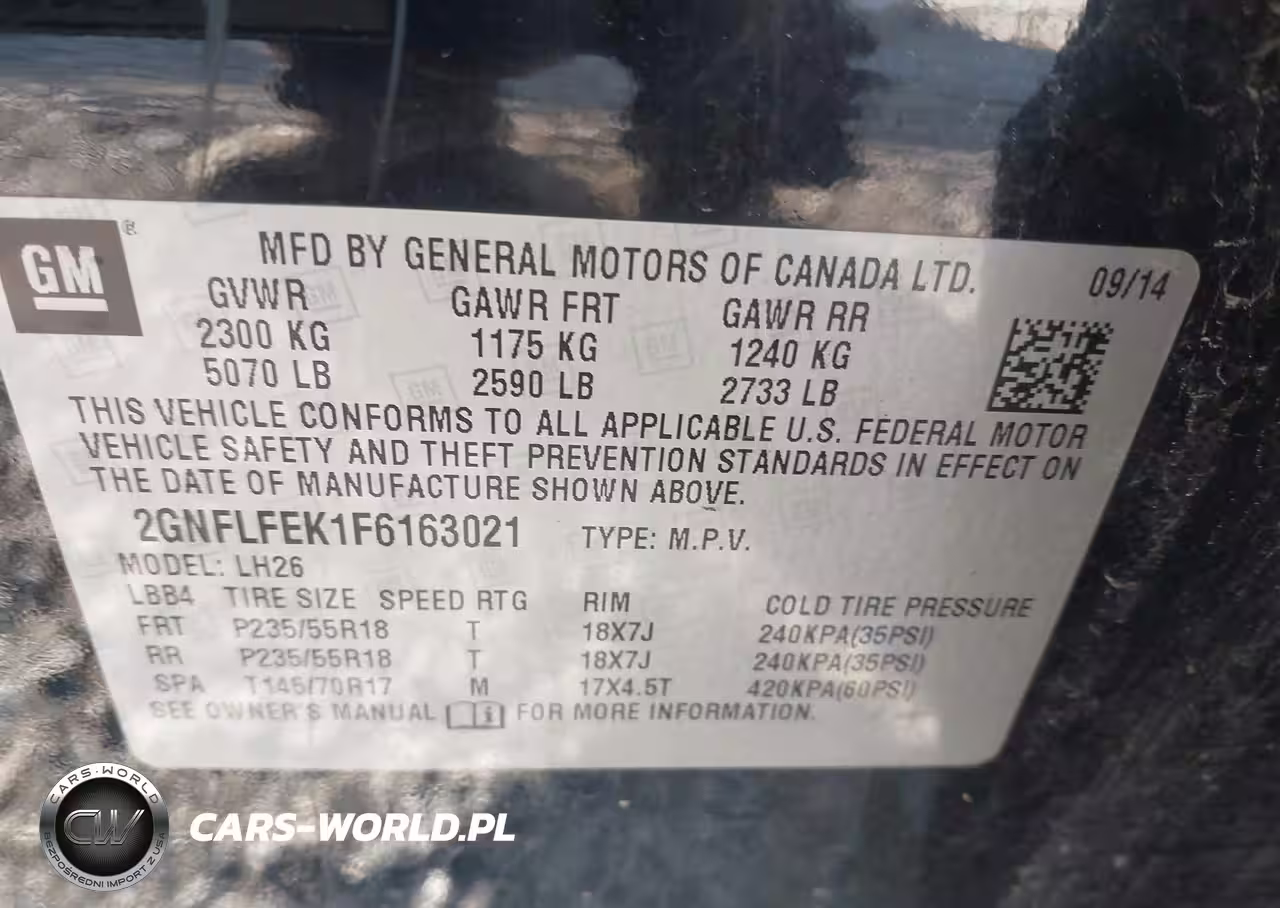 GM ®
MFD BY GENERAL MOTORS OF CANADA LTD. 09/14
GVWR GAWR FRT GAWR RR
2300 KG 1175 KG 1240 KG
5070 LB 2590 LB 2733 LB
THIS VEHICLE CONFORMS TO ALL APPLICABLE U.S. FEDERAL MOTOR
VEHICLE SAFETY AND THEFT PREVENTION STANDARDS IN EFFECT ON
THE DATE OF MANUFACTURE SHOWN ABOVE.
2GNFLFEK1F6163021 TYPE: M.P.V.
MODEL: LH26
LBB4 TIRE SIZE SPEED RTG RIM COLD TIRE PRESSURE
FRT P235/55R18 T 18X7J 240KPA(35PSI)
RR P235/55R18 T 18X7J 240KPA(35PSI)
SPA T145/70R17 M 17X4.5T 420KPA(60PSI)
SEE OWNER'S MANUAL i FOR MORE INFORMATION.
CARS-WORLD
CW
BEZPOŚREDNI IMPORT Z USA
CARS-WORLD.PL